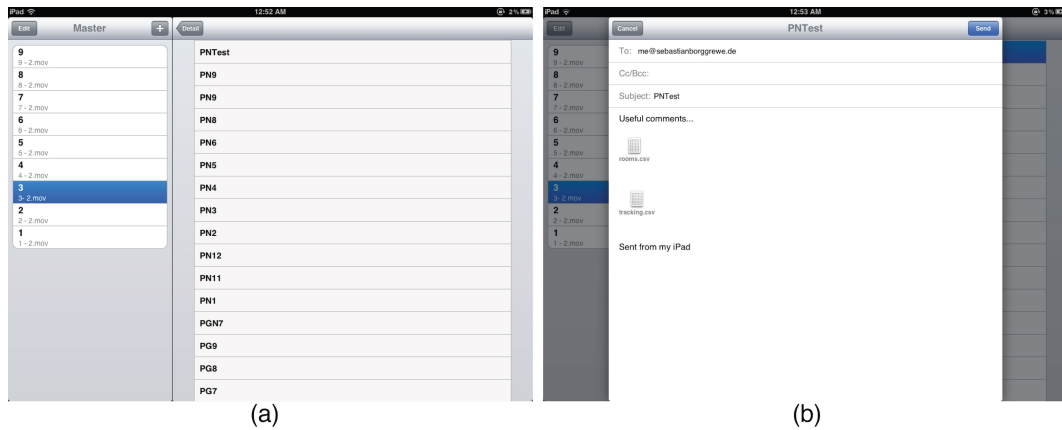 iPad 12:52 AM 2%
Edit Master + Detail
9
9 - 2.mov
8
8 - 2.mov
7
7 - 2.mov
6
6 - 2.mov
5
5 - 2.mov
4
4 - 2.mov
3
3- 2.mov
2
2 - 2.mov
1
1 - 2.mov
PNTest
PN9
PN9
PN8
PN6
PN5
PN4
PN3
PN2
PN12
PN11
PN1
PGN7
PG9
PG8
PG7
(a)
iPad 12:53 AM 3%
Edit
9
9 - 2.mov
8
8 - 2.mov
7
7 - 2.mov
6
6 - 2.mov
5
5 - 2.mov
4
4 - 2.mov
3
3- 2.mov
2
2 - 2.mov
1
1 - 2.mov
Cancel PNTest Send
To: me@sebastianborggrewe.de
Cc/Bcc:
Subject: PNTest
Useful comments...
rooms.csv
tracking.csv
Sent from my iPad
(b)